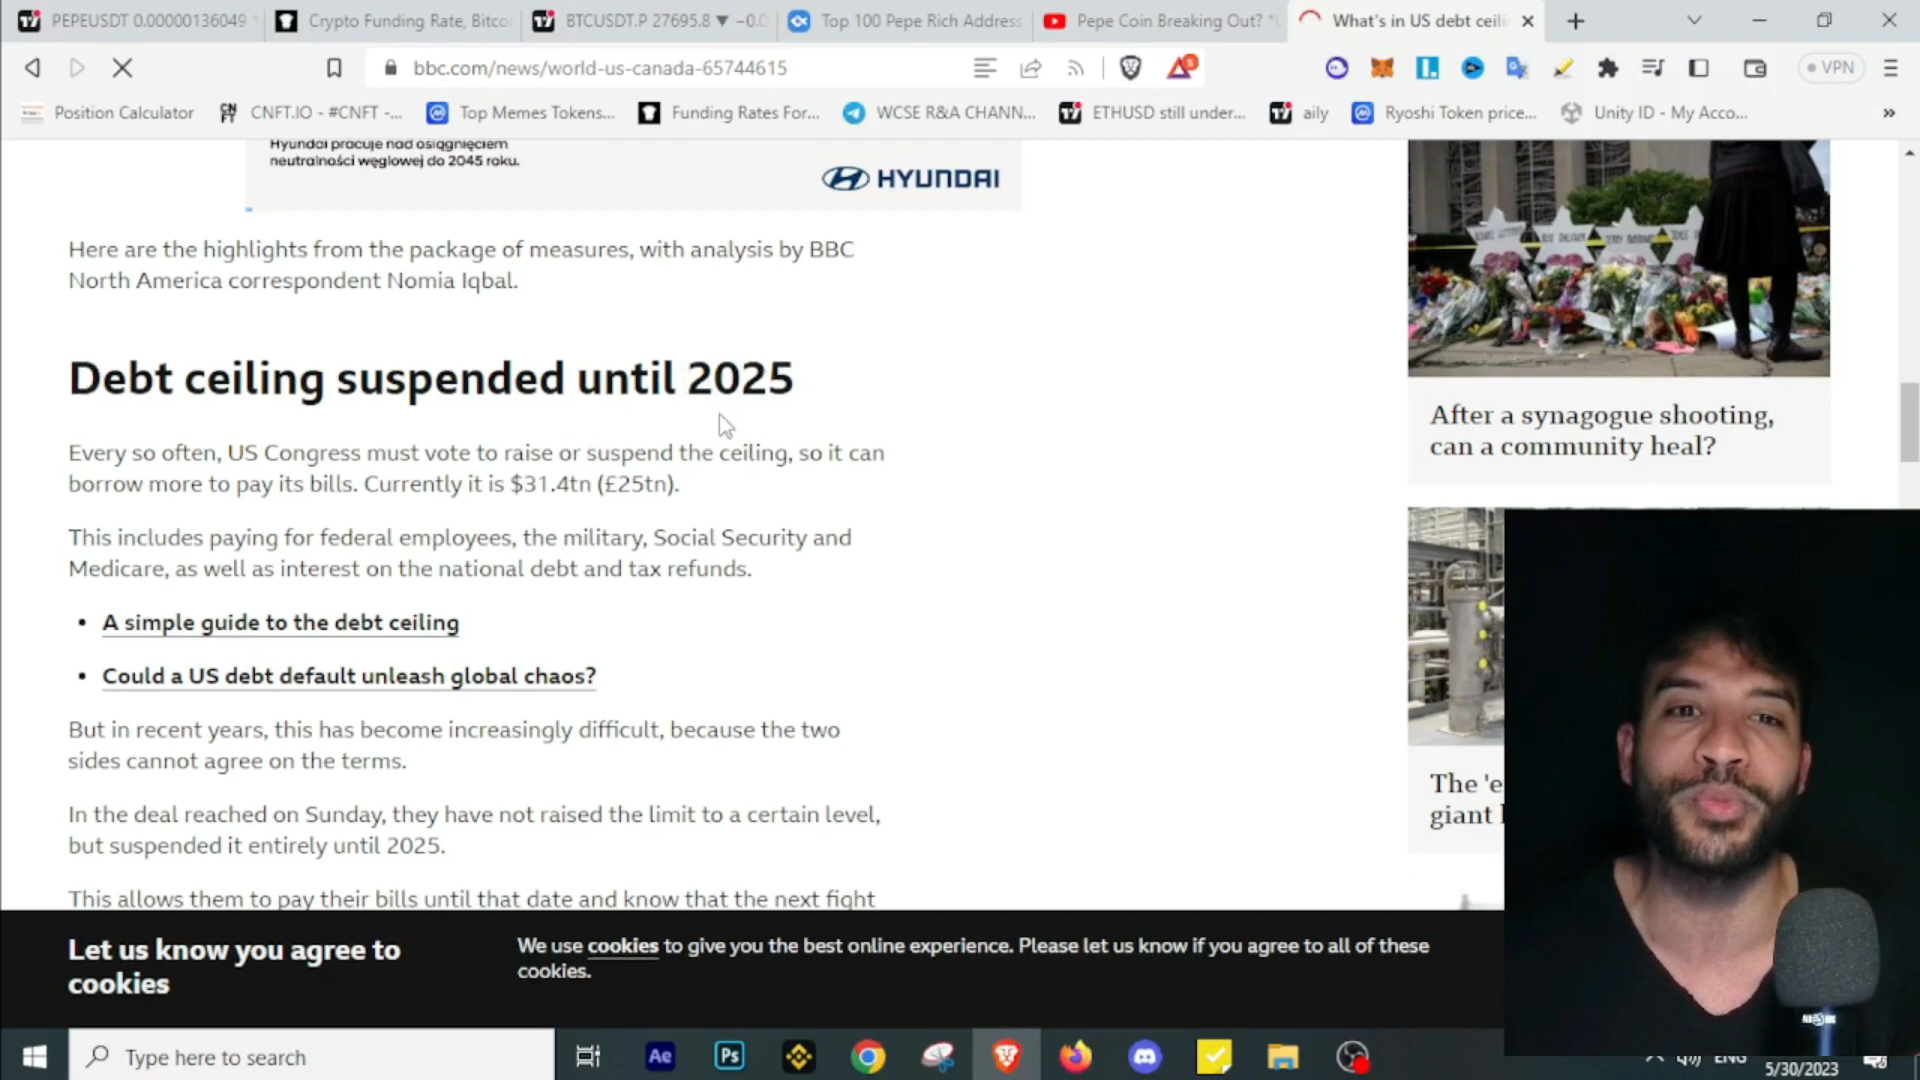 PEPEUSDT 0.00000136049
Crypto Funding Rate, Bitco
BTCUSDT.P 27695.8 ▼ −0.0
Top 100 Pepe Rich Address
Pepe Coin Breaking Out?
What's in US debt ceili
bbc.com/news/world-us-canada-65744615
5
VPN
Position Calculator
CNFT.IO - #CNFT -...
Top Memes Tokens...
Funding Rates For...
WCSE R&A CHANN...
ETHUSD still under...
aily
Ryoshi Token price...
Unity ID - My Acco...
Hyundai pracuje nad osiągnięciem
neutralności węglowej do 2045 roku.
HYUNDAI
Here are the highlights from the package of measures, with analysis by BBC
North America correspondent Nomia Iqbal.
Debt ceiling suspended until 2025
Every so often, US Congress must vote to raise or suspend the ceiling, so it can
borrow more to pay its bills. Currently it is $31.4tn (£25tn).
This includes paying for federal employees, the military, Social Security and
Medicare, as well as interest on the national debt and tax refunds.
• A simple guide to the debt ceiling
• Could a US debt default unleash global chaos?
But in recent years, this has become increasingly difficult, because the two
sides cannot agree on the terms.
In the deal reached on Sunday, they have not raised the limit to a certain level,
but suspended it entirely until 2025.
This allows them to pay their bills until that date and know that the next fight
After a synagogue shooting,
can a community heal?
The 'e
giant
Let us know you agree to
cookies
We use cookies to give you the best online experience. Please let us know if you agree to all of these
cookies.
Type here to search
Ae
Ps
ENG
5/30/2023